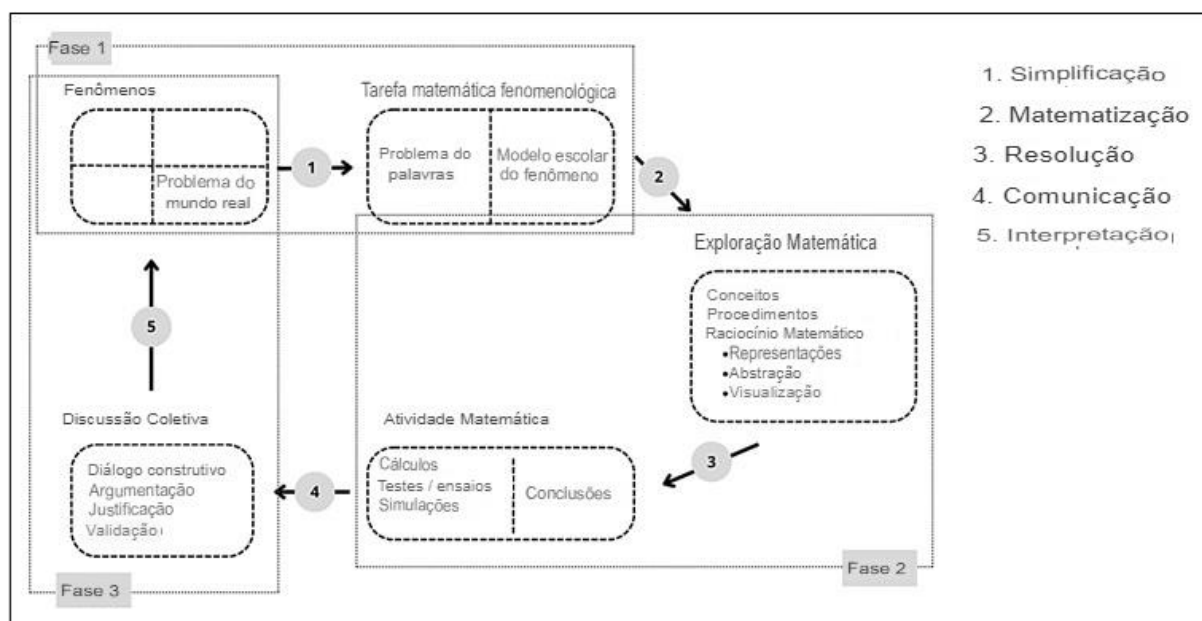 Fase 1
Fenômenos
Problema do
mundo real
1
Tarefa matemática fenomenológica
Problema do
palavras
Modelo escolar
do fenômeno
2
Exploração Matemática
Conceitos
Procedimentos
Raciocínio Matemático
•Representações
•Abstração
•Visualização
3
Atividade Matemática
Cálculos
Testes / ensaios
Simulações
Conclusões
Fase 2
4
Discussão Coletiva
Diálogo construtivo
Argumentação
Justificação
Validação
Fase 3
5
1. Simplificação
2. Matematização
3. Resolução
4. Comunicação
5. Interpretação